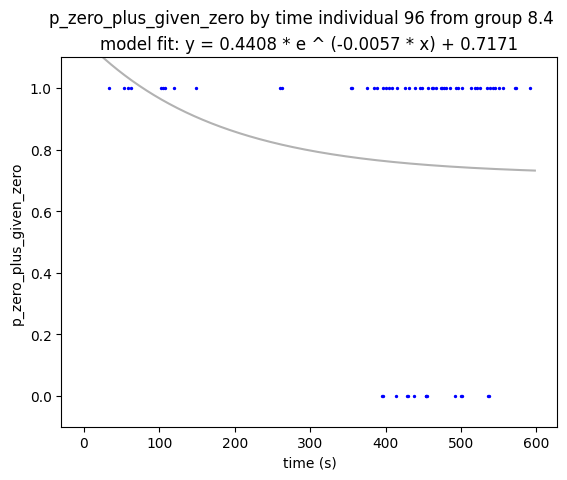 p_zero_plus_given_zero by time individual 96 from group 8.4
model fit: y = 0.4408 * e ^ (-0.0057 * x) + 0.7171
p_zero_plus_given_zero
1.0
0.8
0.6
0.4
0.2
0.0
0 100 200 300 400 500 600
time (s)